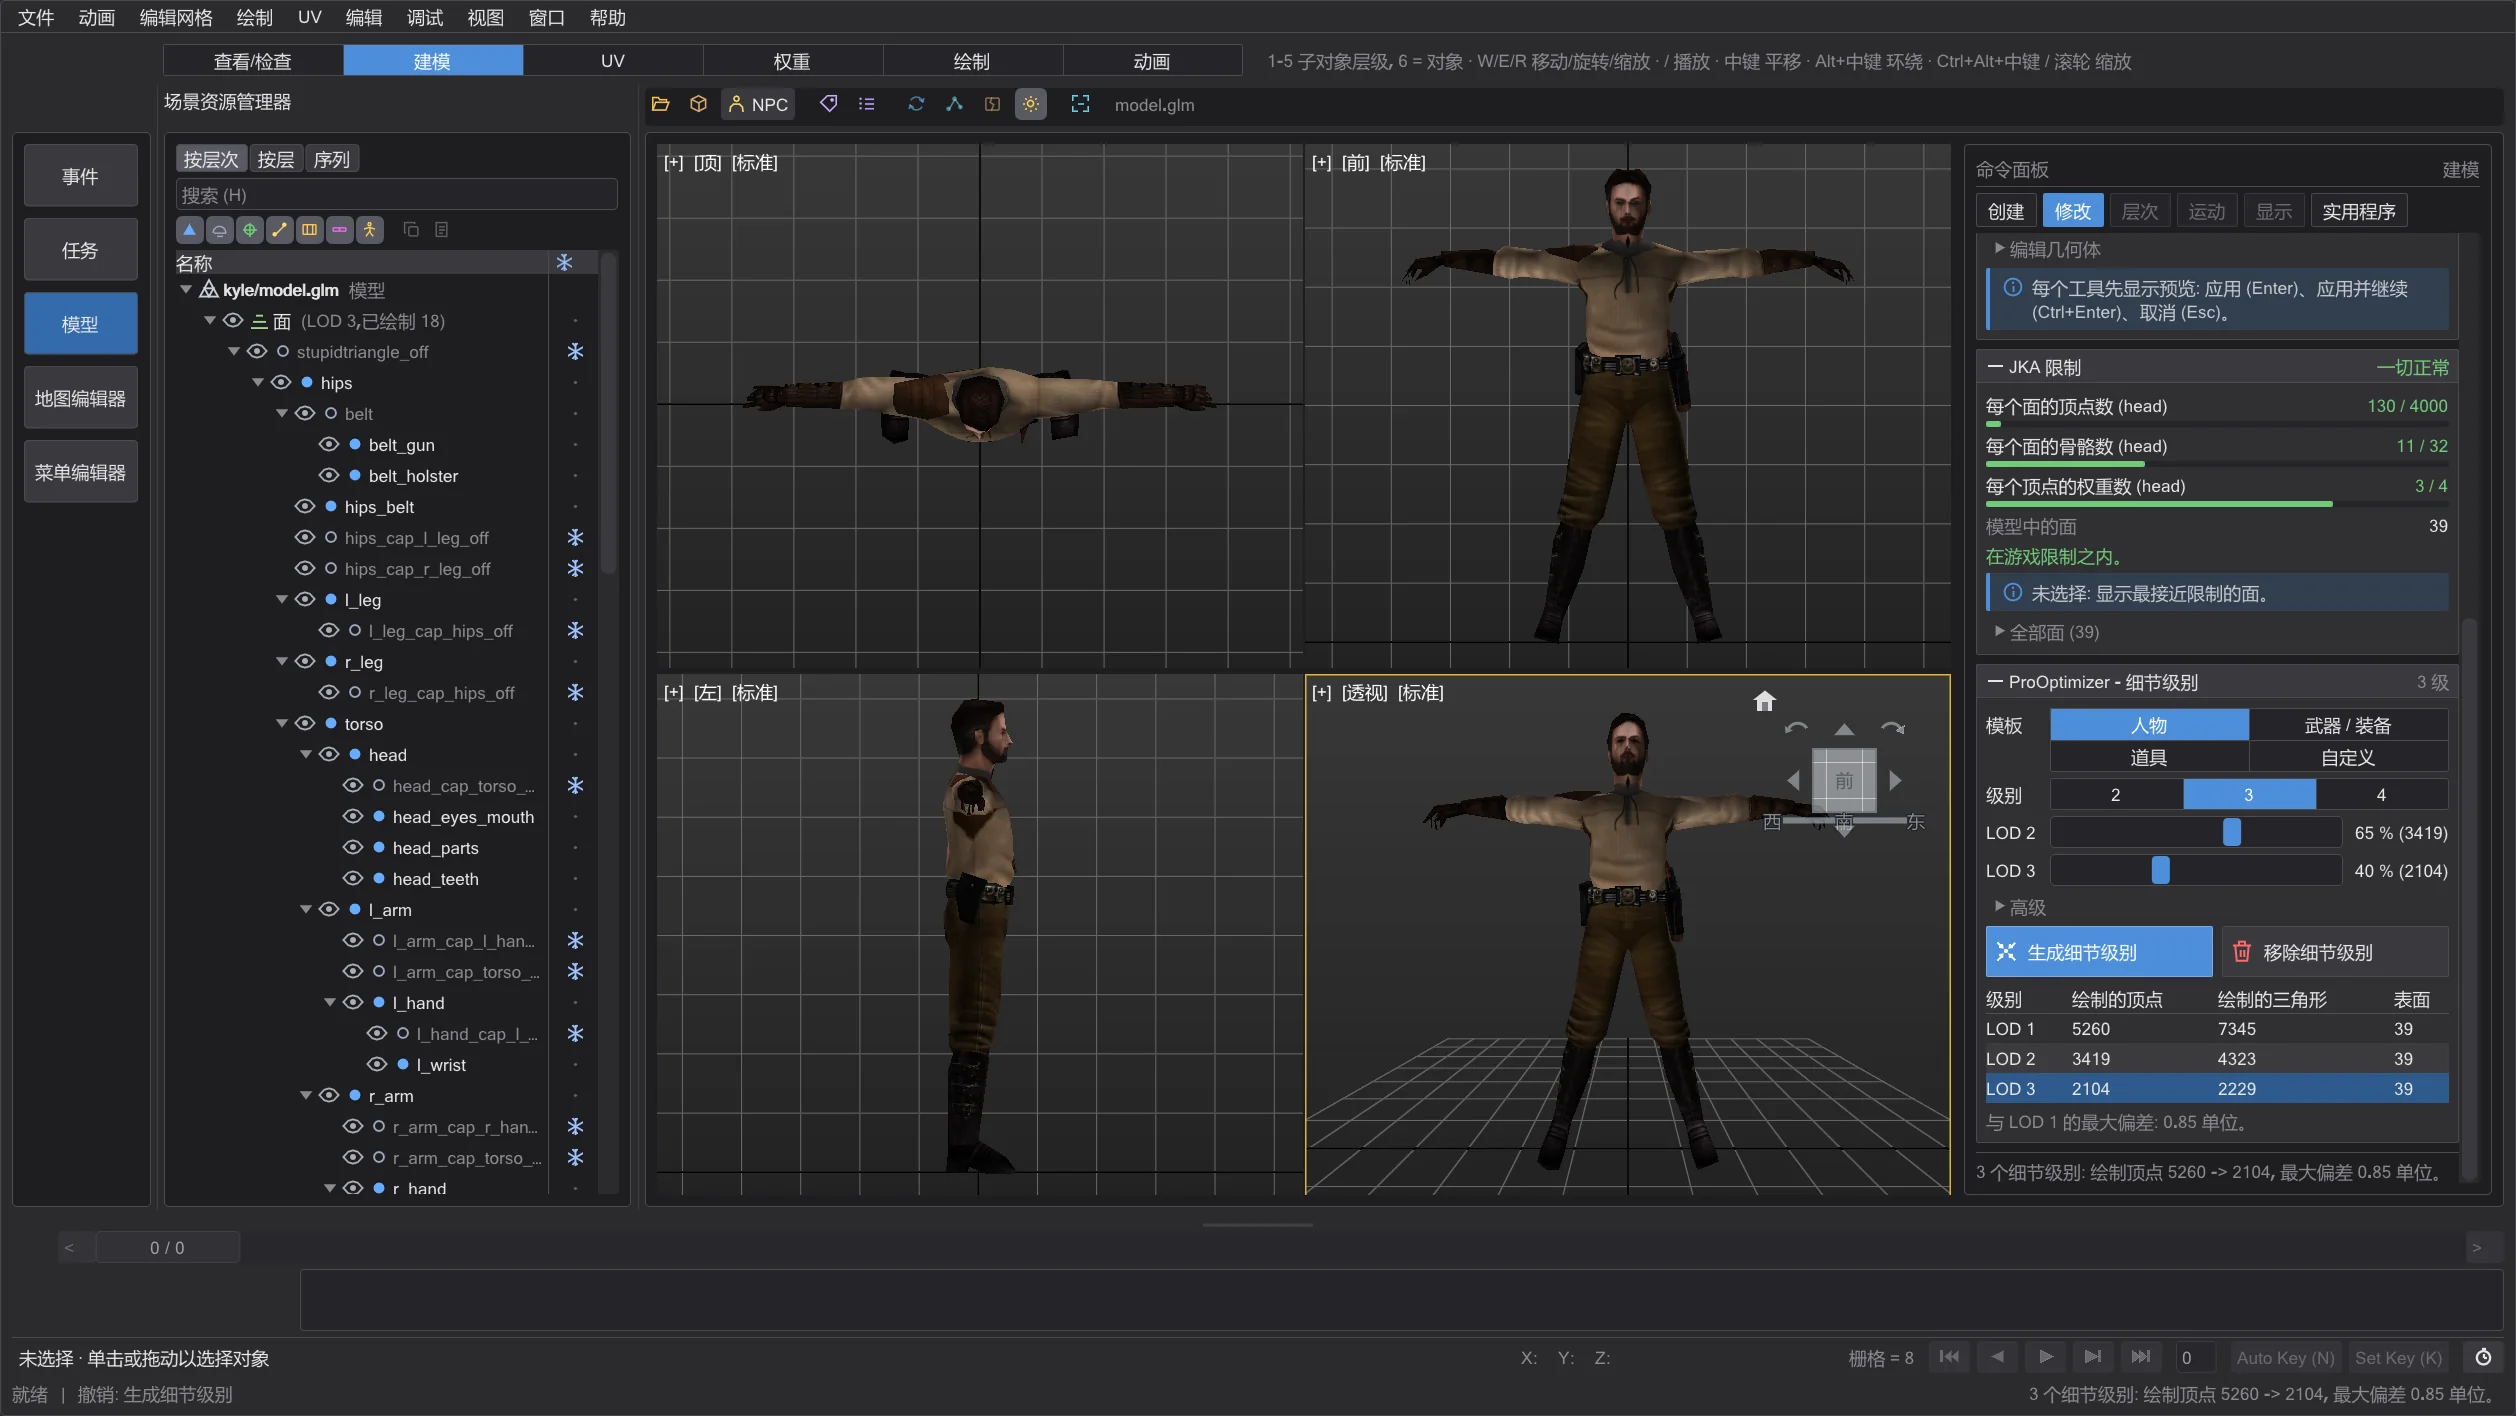 文件 动画 编辑网格 绘制 UV 编辑 调试 视图 窗口 帮助
查看/检查 建模 UV 权重 绘制 动画 1-5 子对象层级, 6 = 对象 · W/E/R 移动/旋转/缩放 · / 播放 · 中键 平移 · Alt+中键 环绕 · Ctrl+Alt+中键 / 滚轮 缩放
场景资源管理器
NPC model.glm
事件
任务
模型
地图编辑器
菜单编辑器
按层次 按层 序列
搜索 (H)
名称
kyle/model.glm 模型
面 (LOD 3,已绘制 18)
stupidtriangle_off
hips
belt
belt_gun
belt_holster
hips_belt
hips_cap_l_leg_off
hips_cap_r_leg_off
l_leg
l_leg_cap_hips_off
r_leg
r_leg_cap_hips_off
torso
head
head_cap_torso_...
head_eyes_mouth
head_parts
head_teeth
l_arm
l_arm_cap_l_han...
l_arm_cap_torso_...
l_hand
l_hand_cap_l_...
l_wrist
r_arm
r_arm_cap_r_han...
r_arm_cap_torso_...
r_hand
[+] [顶] [标准]
[+] [前] [标准]
[+] [左] [标准]
[+] [透视] [标准]
前
西 南 东
命令面板 建模
创建 修改 层次 运动 显示 实用程序
编辑几何体
每个工具先显示预览: 应用 (Enter)、应用并继续
(Ctrl+Enter)、取消 (Esc)。
JKA 限制 一切正常
每个面的顶点数 (head) 130 / 4000
每个面的骨骼数 (head) 11 / 32
每个顶点的权重数 (head) 3 / 4
模型中的面 39
在游戏限制之内。
未选择: 显示最接近限制的面。
全部面 (39)
ProOptimizer - 细节级别 3 级
模板 人物 武器 / 装备
道具 自定义
级别 2 3 4
LOD 2 65 % (3419)
LOD 3 40 % (2104)
高级
生成细节级别 移除细节级别
级别 绘制的顶点 绘制的三角形 表面
LOD 1 5260 7345 39
LOD 2 3419 4323 39
LOD 3 2104 2229 39
与 LOD 1 的最大偏差: 0.85 单位。
3 个细节级别: 绘制顶点 5260 -> 2104, 最大偏差 0.85 单位。
< 0 / 0 >
未选择 · 单击或拖动以选择对象 X: Y: Z: 栅格 = 8 0 Auto Key (N) Set Key (K)
就绪 | 撤销: 生成细节级别 3 个细节级别: 绘制顶点 5260 -> 2104, 最大偏差 0.85 单位。